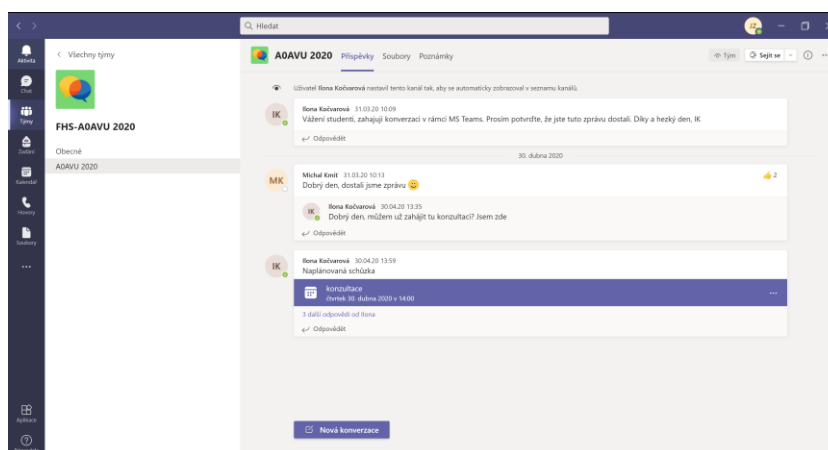 Hledat
JZ
Aktivita
Chat
Týmy
Zadání
Kalendář
Hovory
Soubory
Aplikace
Všechny týmy
FHS-A0AVU 2020
Obecné
A0AVU 2020
A0AVU 2020 Příspěvky Soubory Poznámky
Tým
Sejít se
Uživatel Ilona Kočvarová nastavil tento kanál tak, aby se automaticky zobrazoval v seznamu kanálů.
IK
Ilona Kočvarová 31.03.20 10:09
Vážení studenti, zahajuji konverzaci v rámci MS Teams. Prosím potvrďte, že jste tuto zprávu dostali. Díky a hezký den, IK
Odpovědět
30. dubna 2020
MK
Michal Kmit 31.03.20 10:13
2
Dobrý den, dostali jsme zprávu
IK
Ilona Kočvarová 30.04.20 13:35
Dobrý den, můžem už zahájit tu konzultaci? Jsem zde
Odpovědět
IK
Ilona Kočvarová 30.04.20 13:59
Naplánovaná schůzka
konzultace
čtvrtek 30. dubna 2020 v 14:00
3 další odpovědi od Ilona
Odpovědět
Nová konverzace